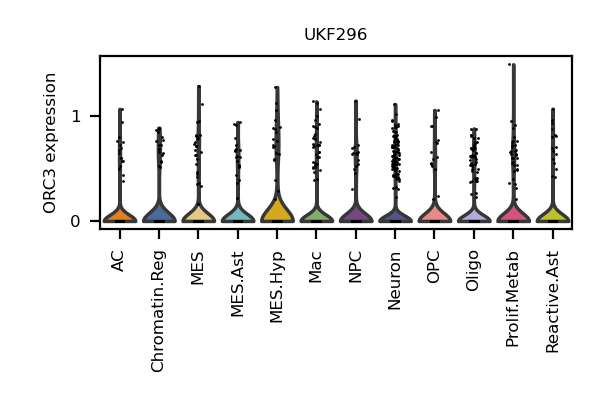 UKF296
ORC3 expression
1
0
AC
Chromatin.Reg
MES
MES.Ast
MES.Hyp
Mac
NPC
Neuron
OPC
Oligo
Prolif.Metab
Reactive.Ast